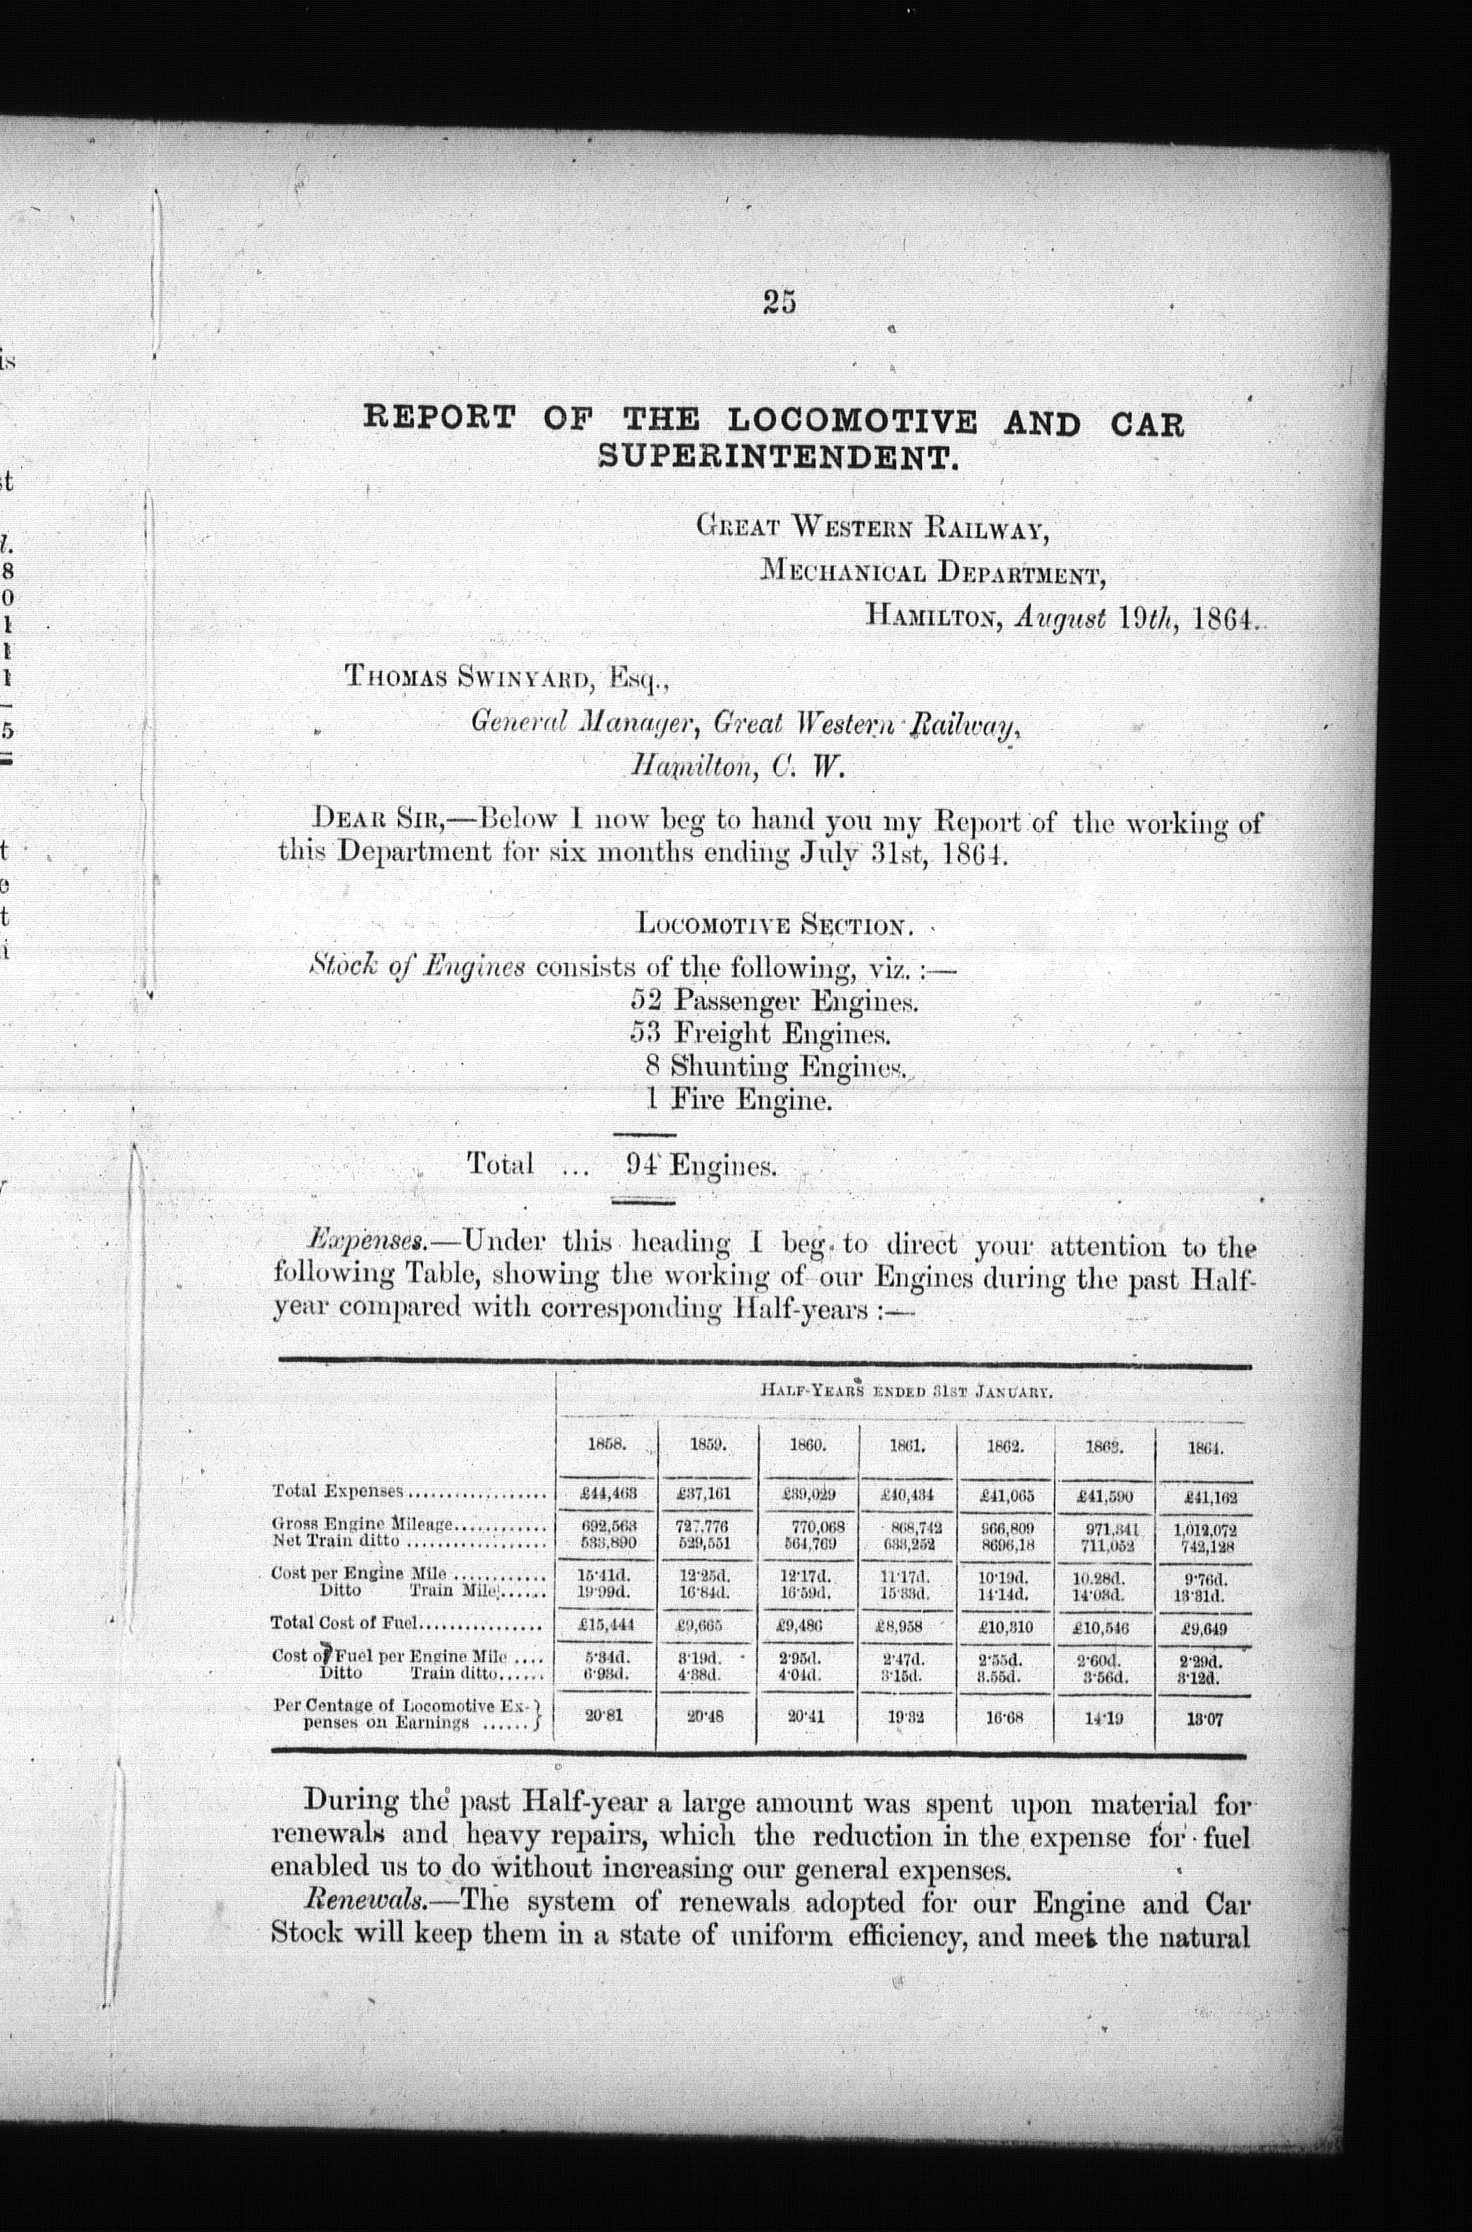 25
REPORT OF THE LOCOMOTIVE AND CAR
SUPERINTENDENT.
GREAT WESTERN RAILWAY,
MECHANICAL DEPARTMENT,
HAMILTON, August 19th, 1864.
THOMAS SWINYARD, Esq.,
General Manager, Great Western Railway,
Hamilton, C. W.
DEAR SIR,—Below I now beg to hand you my Report of the working of
this Department for six months ending July 31st, 1864.
LOCOMOTIVE SECTION.
Stock of Engines consists of the following, viz. :—
52 Passenger Engines.
53 Freight Engines.
8 Shunting Engines.
1 Fire Engine.
Total ... 94 Engines.
Expenses.—Under this heading I beg to direct your attention to the
following Table, showing the working of our Engines during the past Half-
year compared with corresponding Half-years :—
HALF-YEARS ENDED 31ST JANUARY.
1858. 1859. 1860. 1861. 1862. 1863. 1864.
Total Expenses.................. £44,463 £37,161 £39,029 £40,434 £41,065 £41,590 £41,162
Gross Engine Mileage............ 692,563 727,776 770,068 868,742 966,809 971,341 1,012,072
Net Train ditto .................. 533,890 529,551 564,769 633,252 8696,18 711,052 742,128
Cost per Engine Mile ............ 15·41d. 12·25d. 12·17d. 11·17d. 10·19d. 10.28d. 9·76d.
Ditto Train Mile....... 19·99d. 16·84d. 16·59d. 15·33d. 14·14d. 14·03d. 13·31d.
Total Cost of Fuel................ £15,444 £9,665 £9,486 £8,958 £10,310 £10,546 £9,649
Cost of Fuel per Engine Mile .... 5·34d. 3·19d. 2·95d. 2·47d. 2·55d. 2·60d. 2·29d.
Ditto Train ditto...... 6·93d. 4·38d. 4·04d. 3·15d. 3.55d. 3·56d. 3·12d.
Per Centage of Locomotive Ex- }
penses on Earnings ...... } 20·81 20·48 20·41 19·32 16·68 14·19 13·07
During the past Half-year a large amount was spent upon material for
renewals and heavy repairs, which the reduction in the expense for fuel
enabled us to do without increasing our general expenses.
Renewals.—The system of renewals adopted for our Engine and Car
Stock will keep them in a state of uniform efficiency, and meet the natural